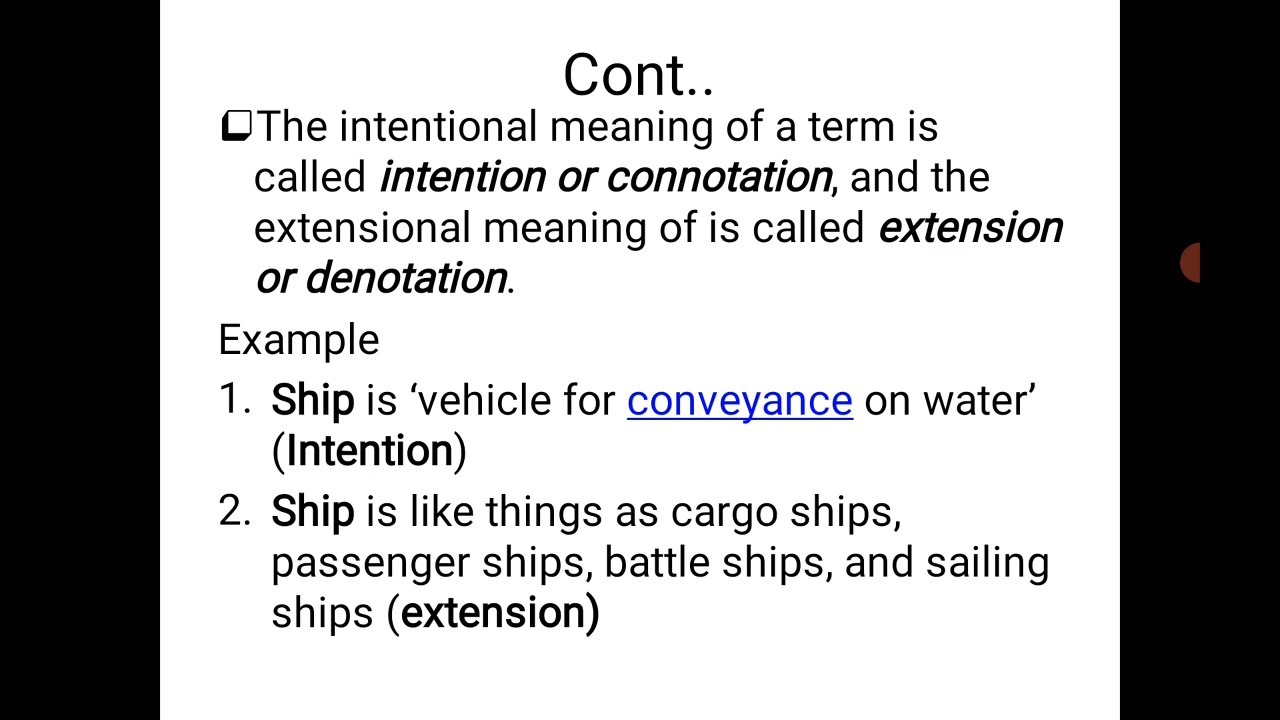 Cont..
❑The intentional meaning of a term is
called intention or connotation, and the
extensional meaning of is called extension
or denotation.
Example
1. Ship is ‘vehicle for conveyance on water’
(Intention)
2. Ship is like things as cargo ships,
passenger ships, battle ships, and sailing
ships (extension)